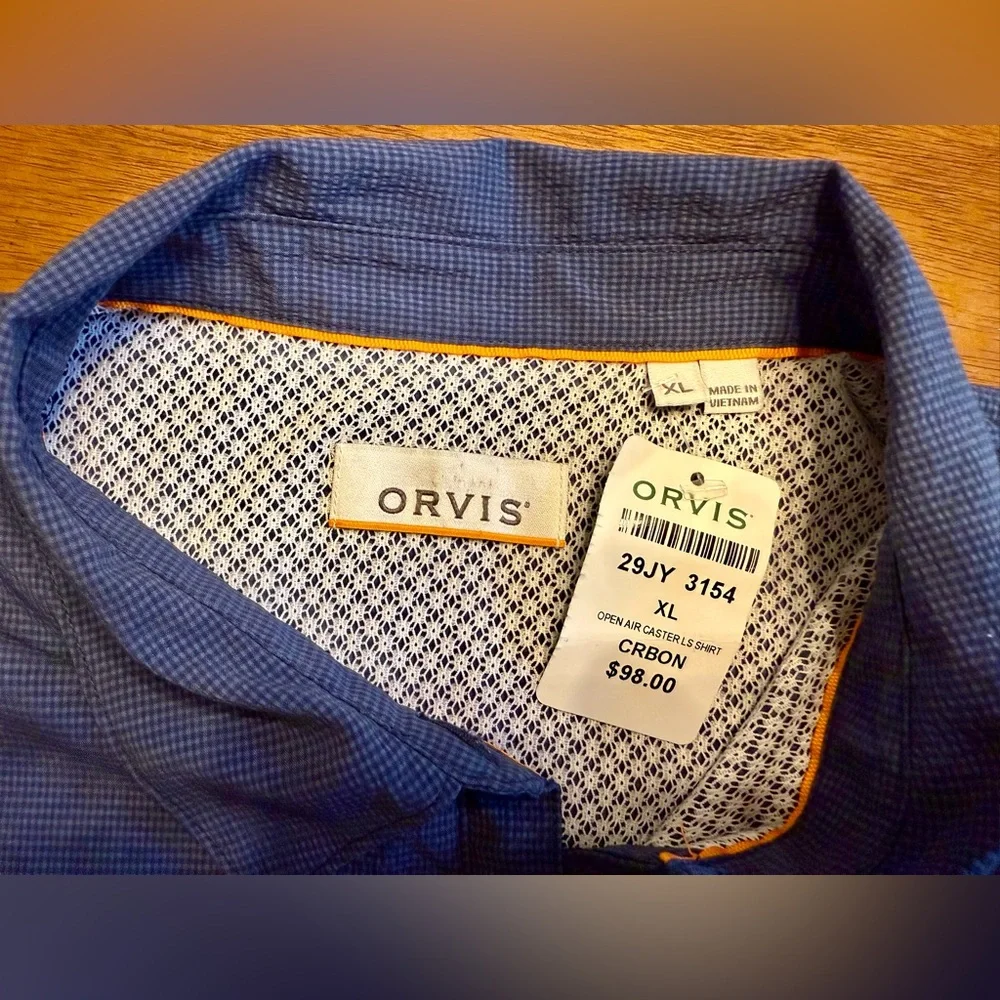 XL
MADE IN
VIETNAM
ORVIS®
ORVIS
29JY 3154
XL
OPEN AIR CASTER LS SHIRT
CRBON
$98.00